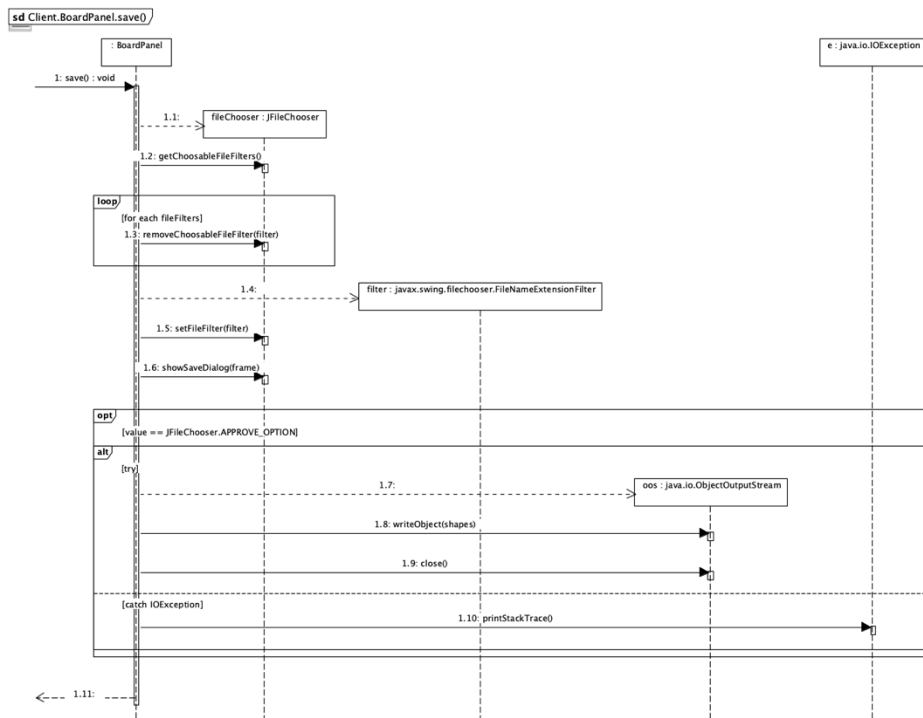 sd Client.BoardPanel.save()
: BoardPanel
e : java.io.IOException
1: save() : void
1.1:
fileChooser : JFileChooser
1.2: getChoosableFileFilters()
loop
[for each fileFilters]
1.3: removeChoosableFileFilter(filter)
1.4:
filter : javax.swing.filechooser.FileNameExtensionFilter
1.5: setFileFilter(filter)
1.6: showSaveDialog(frame)
opt
[value == JFileChooser.APPROVE_OPTION]
alt
[try]
1.7:
oos : java.io.ObjectOutputStream
1.8: writeObject(shapes)
1.9: close()
[catch IOException]
1.10: printStackTrace()
1.11: